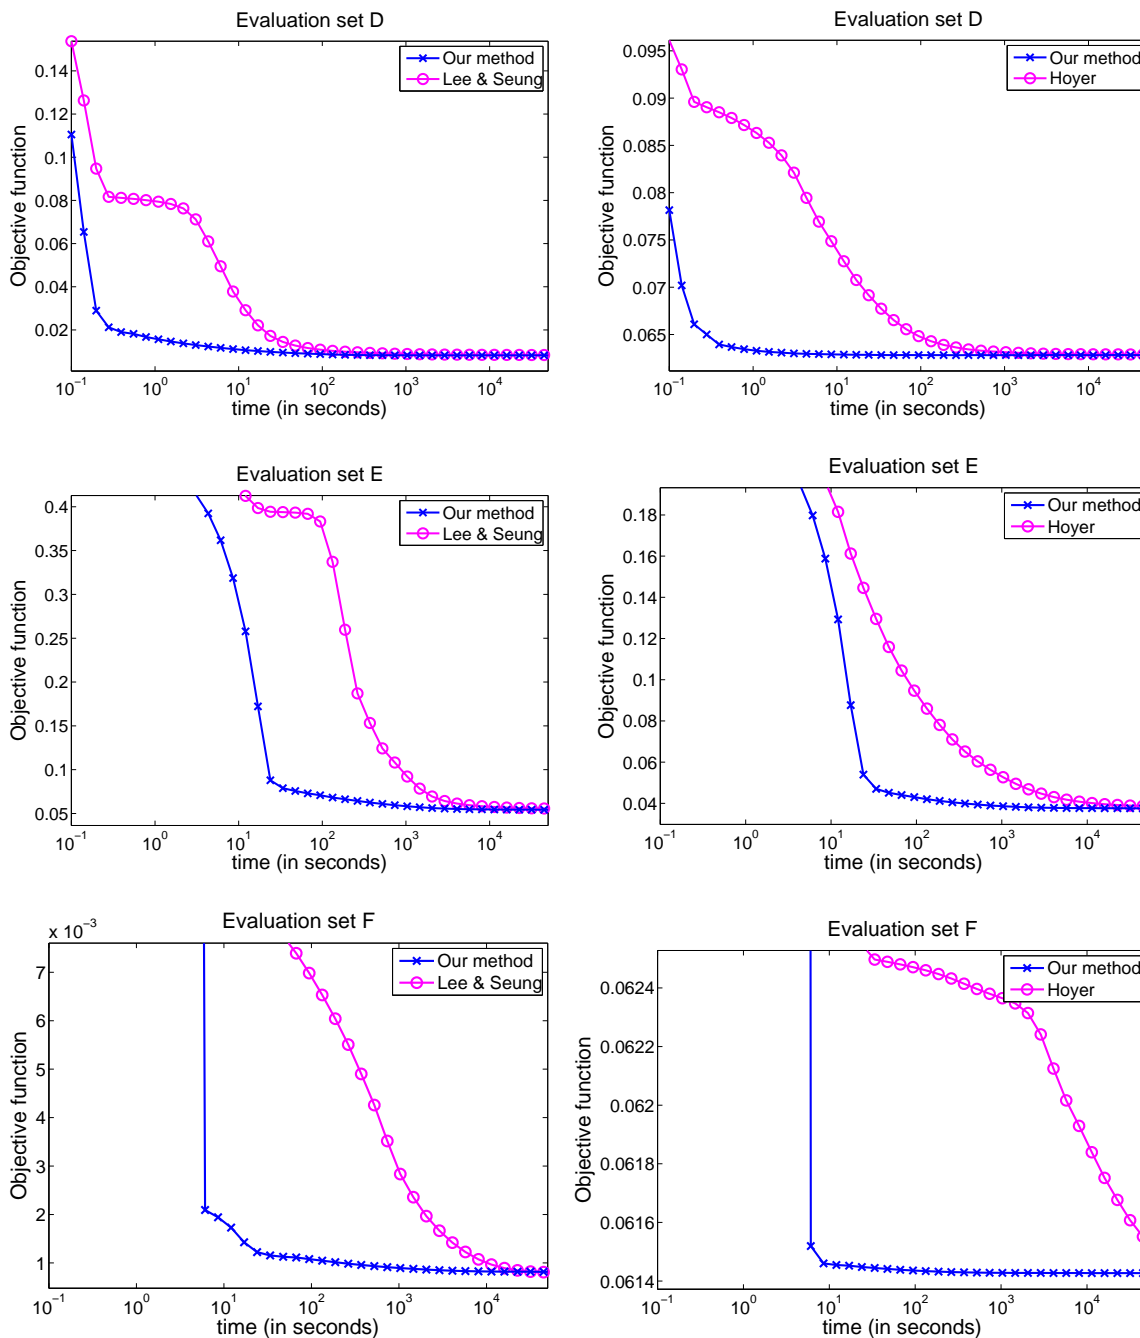 Evaluation set D
Objective function
0.14
0.12
0.1
0.08
0.06
0.04
0.02
Our method
Lee & Seung
10^-1 10^0 10^1 10^2 10^3 10^4
time (in seconds)
Evaluation set D
Objective function
0.095
0.09
0.085
0.08
0.075
0.07
0.065
Our method
Hoyer
10^-1 10^0 10^1 10^2 10^3 10^4
time (in seconds)
Evaluation set E
Objective function
0.4
0.35
0.3
0.25
0.2
0.15
0.1
0.05
Our method
Lee & Seung
10^-1 10^0 10^1 10^2 10^3 10^4
time (in seconds)
Evaluation set E
Objective function
0.18
0.16
0.14
0.12
0.1
0.08
0.06
0.04
Our method
Hoyer
10^-1 10^0 10^1 10^2 10^3 10^4
time (in seconds)
Evaluation set F
x 10^-3
Objective function
7
6
5
4
3
2
1
Our method
Lee & Seung
10^-1 10^0 10^1 10^2 10^3 10^4
time (in seconds)
Evaluation set F
Objective function
0.0624
0.0622
0.062
0.0618
0.0616
0.0614
Our method
Hoyer
10^-1 10^0 10^1 10^2 10^3 10^4
time (in seconds)